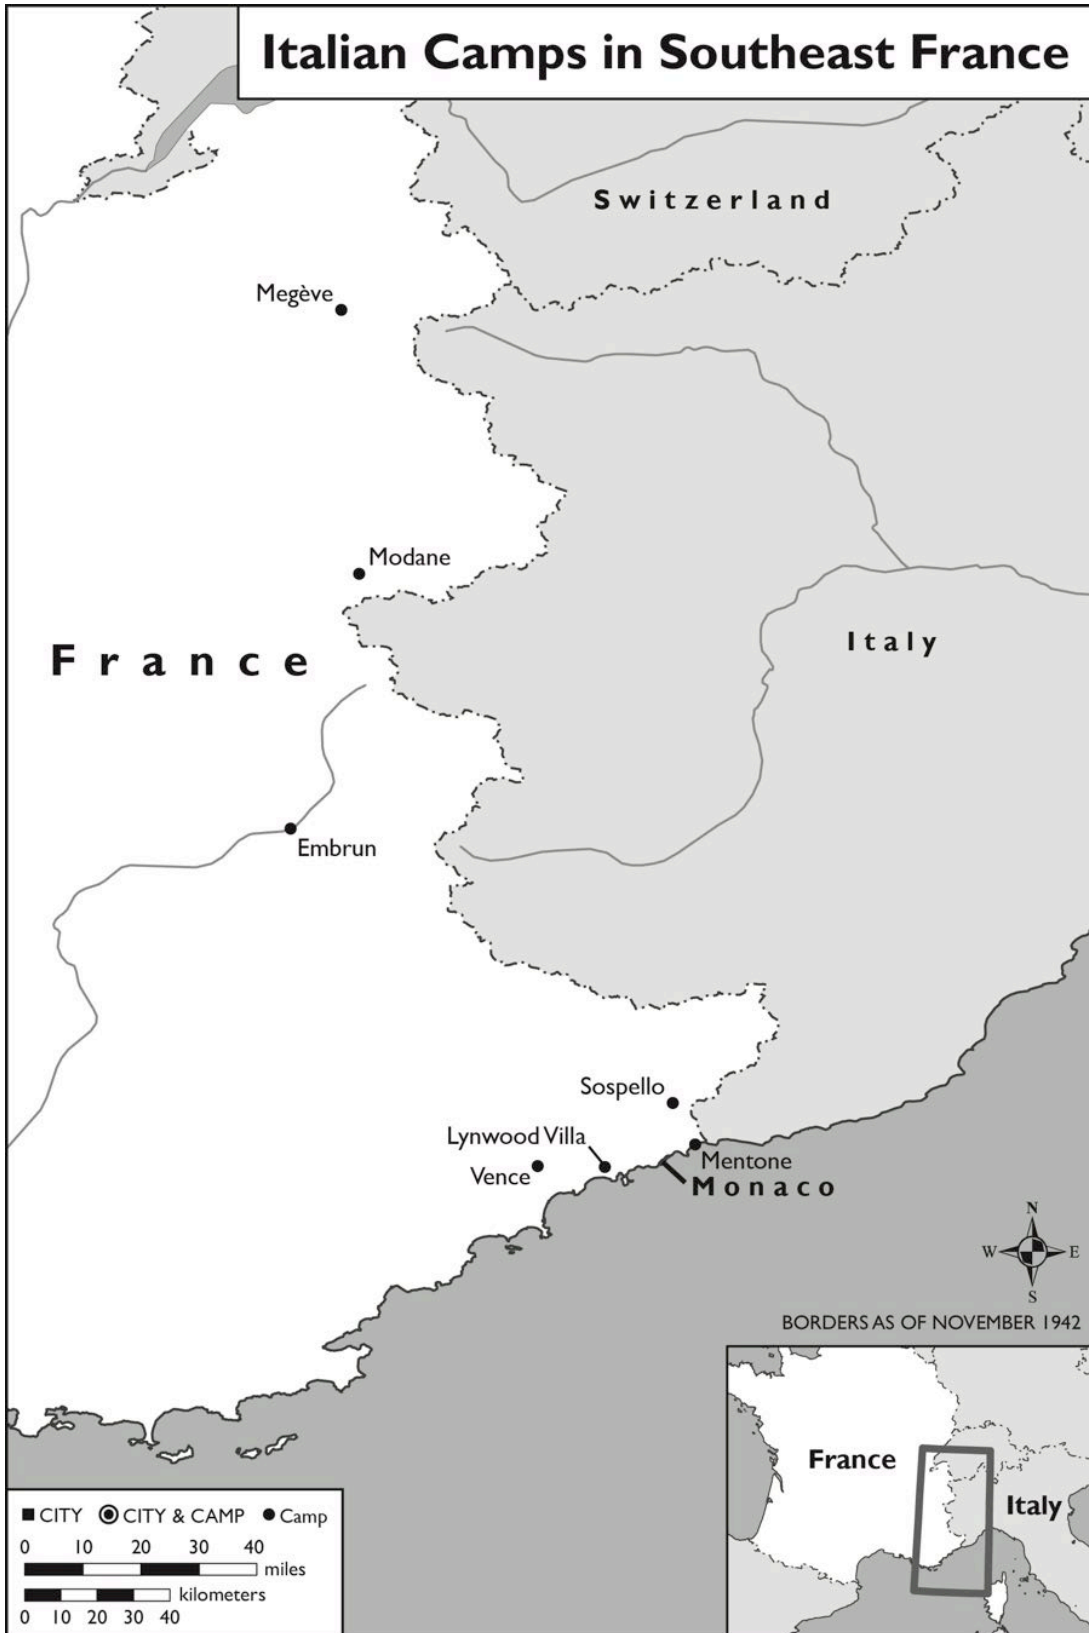 Italian Camps in Southeast France
Switzerland
Megève
Modane
France
Italy
Embrun
Sospello
Lynwood Villa
Vence
Mentone
Monaco
N
W E
S
BORDERS AS OF NOVEMBER 1942
France
Italy
CITY CITY & CAMP Camp
0 10 20 30 40
miles
kilometers
0 10 20 30 40